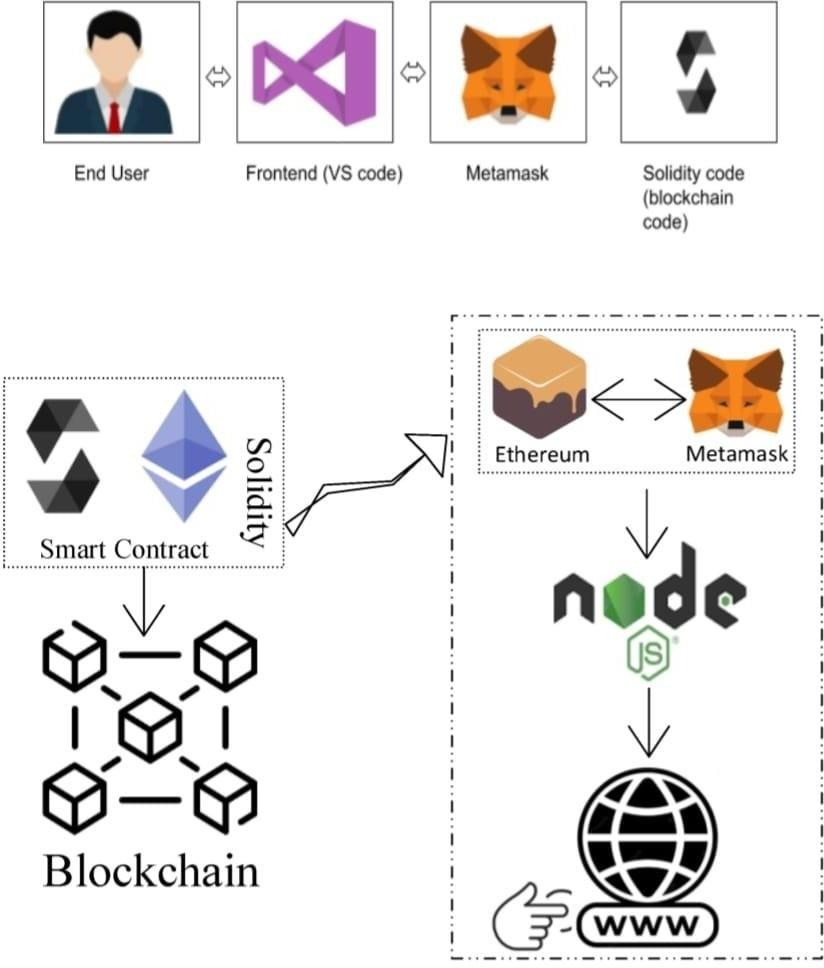 End User
Frontend (VS code)
Metamask
Solidity code
(blockchain
code)
Ethereum
Metamask
Solidity
Smart Contract
node
JS
®
Blockchain
www